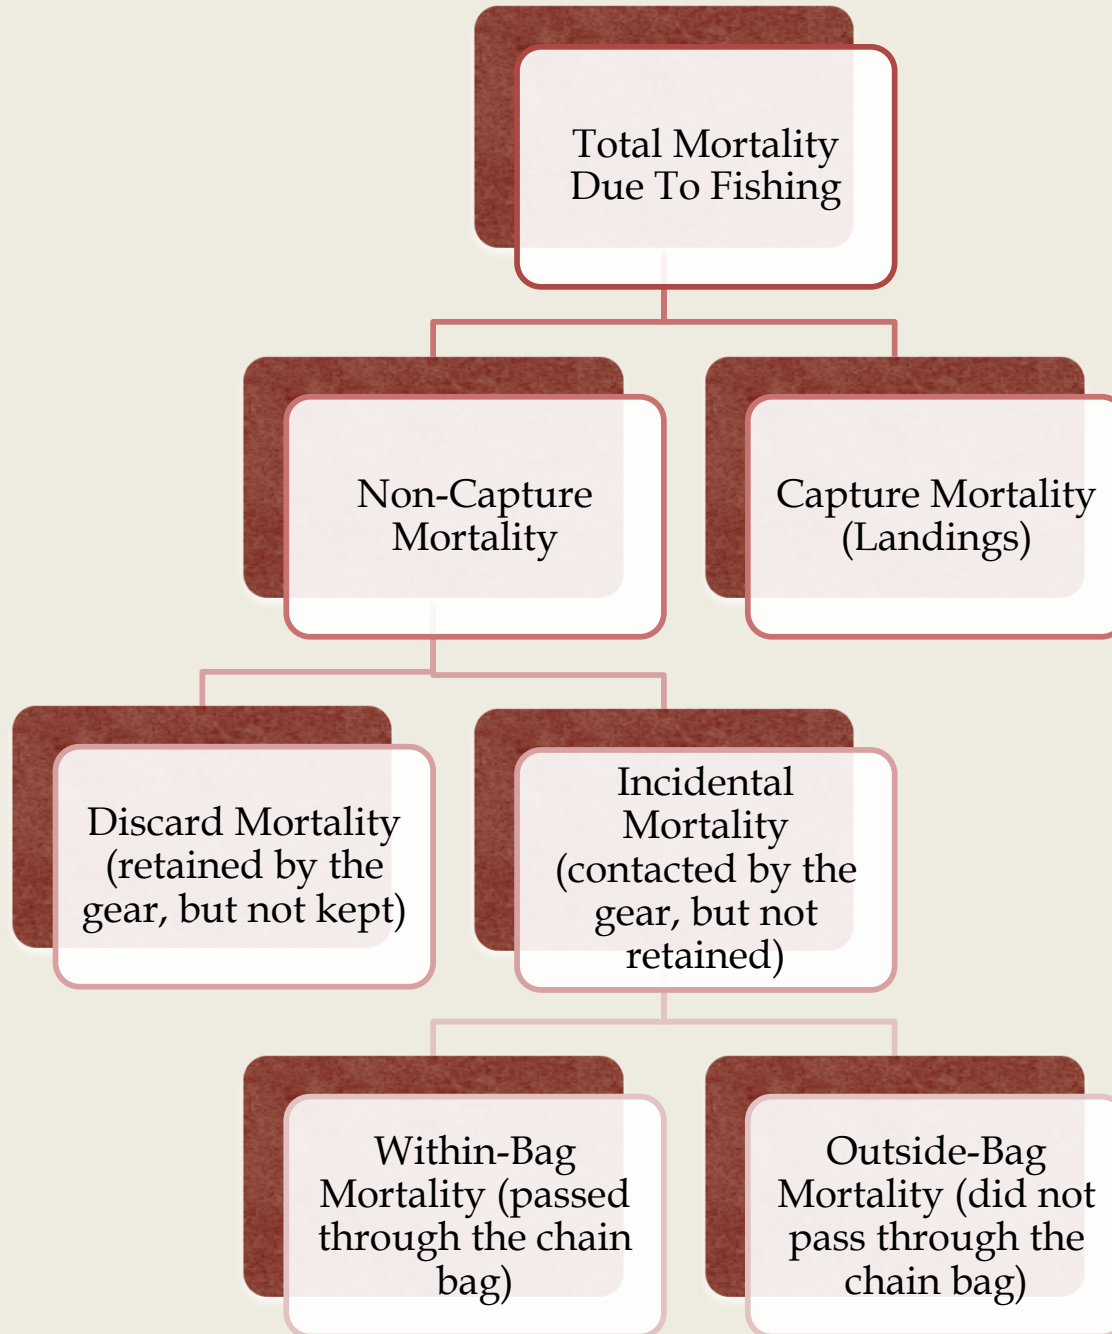 Total Mortality
Due To Fishing
Non-Capture
Mortality
Capture Mortality
(Landings)
Discard Mortality
(retained by the
gear, but not kept)
Incidental
Mortality
(contacted by the
gear, but not
retained)
Within-Bag
Mortality (passed
through the chain
bag)
Outside-Bag
Mortality (did not
pass through the
chain bag)